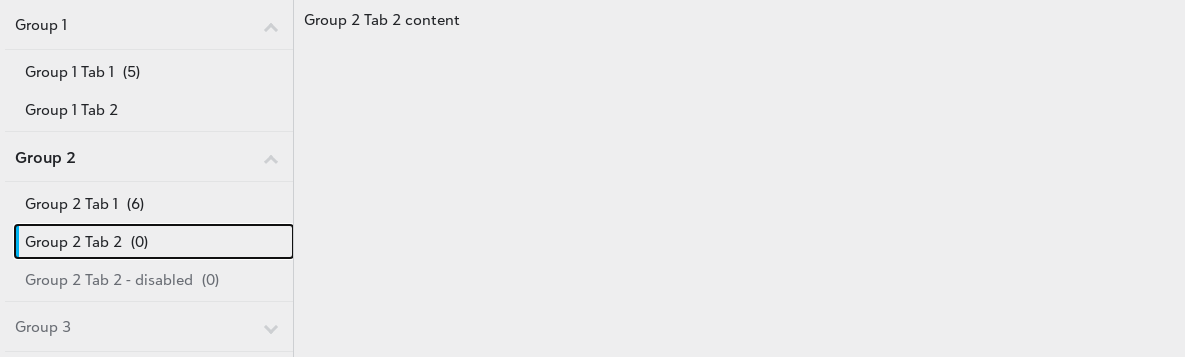 Group 1
Group 1 Tab 1 (5)
Group 1 Tab 2
Group 2
Group 2 Tab 1 (6)
Group 2 Tab 2 (0)
Group 2 Tab 2 - disabled (0)
Group 3
Group 2 Tab 2 content